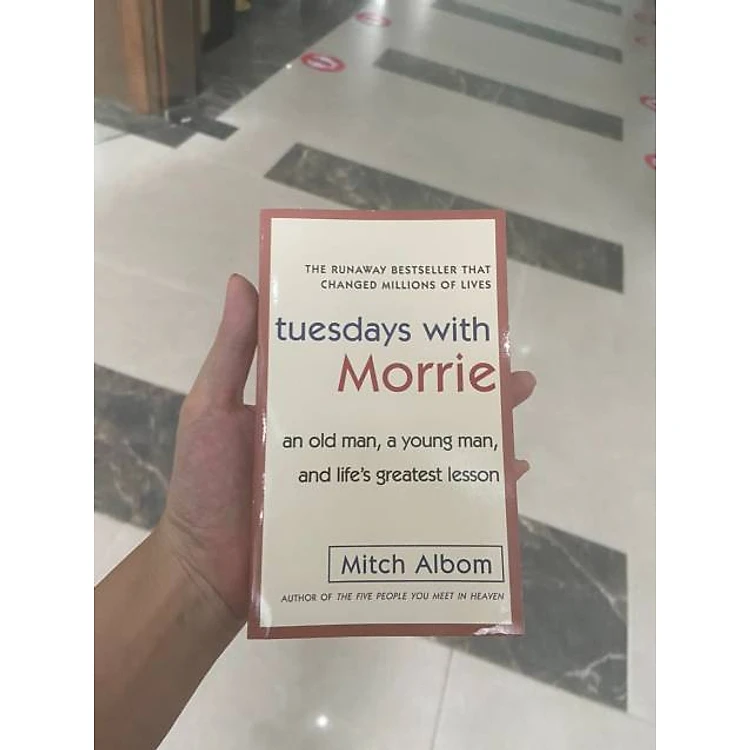 THE RUNAWAY BESTSELLER THAT
CHANGED MILLIONS OF LIVES
tuesdays with
Morrie
an old man, a young man,
and life's greatest lesson
Mitch Albom
AUTHOR OF THE FIVE PEOPLE YOU MEET IN HEAVEN